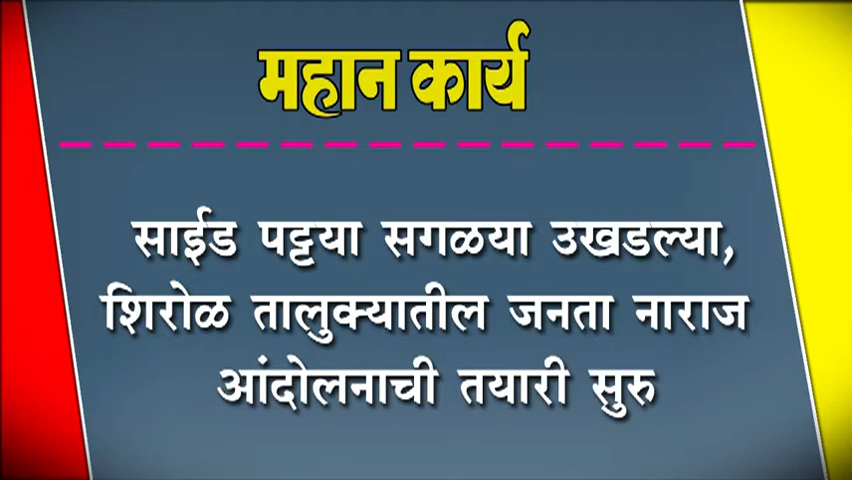 महान कार्य
साईड पट्टया सगळया उखडल्या,
शिरोळ तालुक्यातील जनता नाराज
आंदोलनाची तयारी सुरु